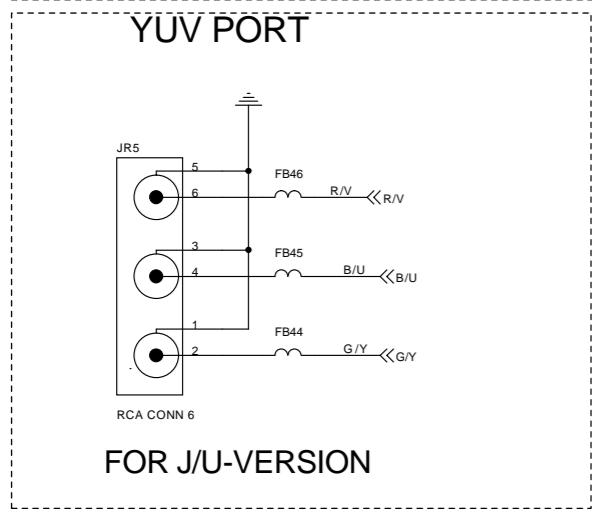 YUV PORT
JR5
5
FB46
6
R/V
R/V
3
FB45
4
B/U
B/U
1
FB44
2
G/Y
G/Y
RCA CONN 6
FOR J/U-VERSION